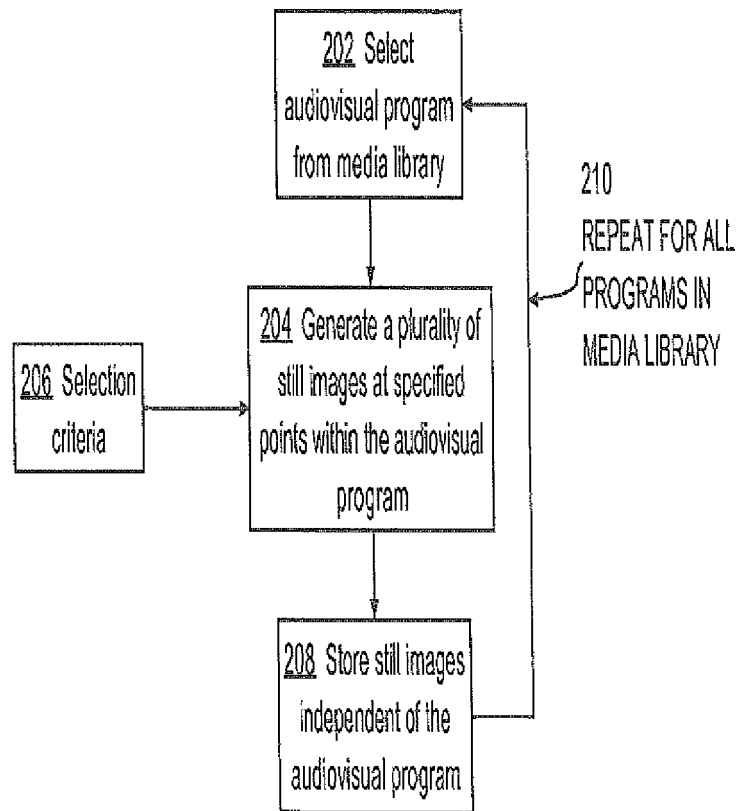 202 Select
audiovisual program
from media library
210
REPEAT FOR ALL
PROGRAMS IN
MEDIA LIBRARY
204 Generate a plurality of
still images at specified
points within the audiovisual
program
206 Selection
criteria
208 Store still images
independent of the
audiovisual program